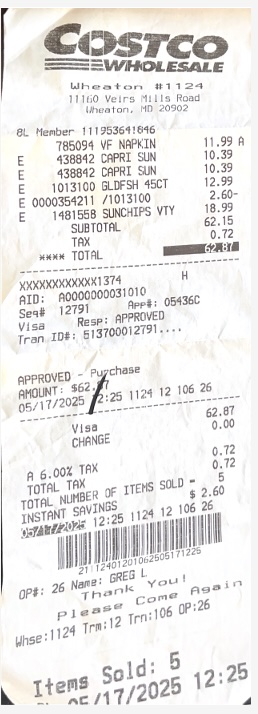 COSTCO
WHOLESALE
Wheaton #1124
11160 Veirs Mills Road
Wheaton, MD 20902
8L Member 111953641646
785094 VF NAPKIN 11.99 A
E 438842 CAPRI SUN 10.39
E 438842 CAPRI SUN 10.39
E 1013100 GLDFSH 45CT 12.99
E 0000354211 /1013100 2.60-
E 1481558 SUNCHIPS VTY 18.99
SUBTOTAL 62.15
TAX 0.72
**** TOTAL 62.87
XXXXXXXXXXXX1374 H
AID: A0000000031010
Seq# 12791 App#: 05436C
Visa Resp: APPROVED
Tran ID#: 513700012791....
APPROVED - Purchase
AMOUNT: $62.87
05/17/2025 12:25 1124 12 106 26
Visa 62.87
CHANGE 0.00
A 6.00% TAX 0.72
TOTAL TAX 0.72
TOTAL NUMBER OF ITEMS SOLD = 5
INSTANT SAVINGS $ 2.60
05/17/2025 12:25 1124 12 106 26
21112401201062505171225
OP#: 26 Name: GREG L
Thank You!
Please Come Again
Whse:1124 Trm:12 Trn:106 OP:26
Items Sold: 5
05/17/2025 12:25